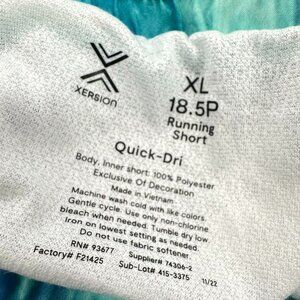 XERSION
XL
18.5P
Running
Short
Quick-Dri
Body, Inner short: 100% Polyester
Exclusive Of Decoration
Made in Vietnam
Machine wash cold with like colors.
Gentle cycle. Use only non-chlorine
bleach when needed. Tumble dry low.
Iron on lowest setting as needed.
Do not use fabric softener
RN# 93677 Supplier# 74306-2
Factory# F21425 Sub-Lot# 415-3375 11/22